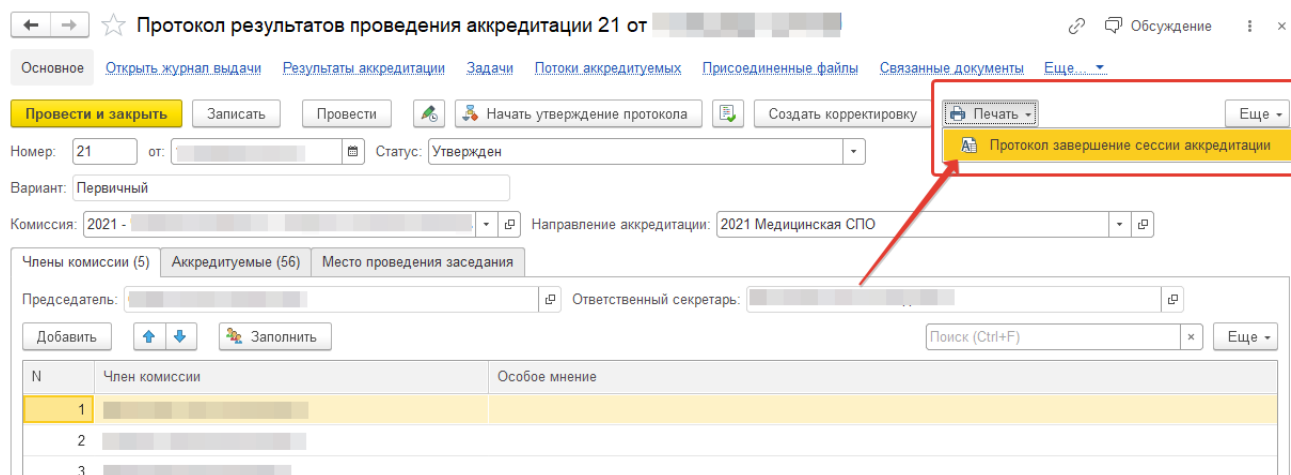 Протокол результатов проведения аккредитации 21 от
Обсуждение
Основное Открыть журнал выдачи Результаты аккредитации Задачи Потоки аккредитуемых Присоединенные файлы Связанные документы Еще...
Провести и закрыть Записать Провести Начать утверждение протокола Создать корректировку Печать Еще
Протокол завершение сессии аккредитации
Номер: 21 от: Статус: Утвержден
Вариант: Первичный
Комиссия: 2021 - Направление аккредитации: 2021 Медицинская СПО
Члены комиссии (5) Аккредитуемые (56) Место проведения заседания
Председатель: Ответственный секретарь:
Добавить Заполнить Поиск (Ctrl+F) × Еще
N Член комиссии Особое мнение
1
2
3